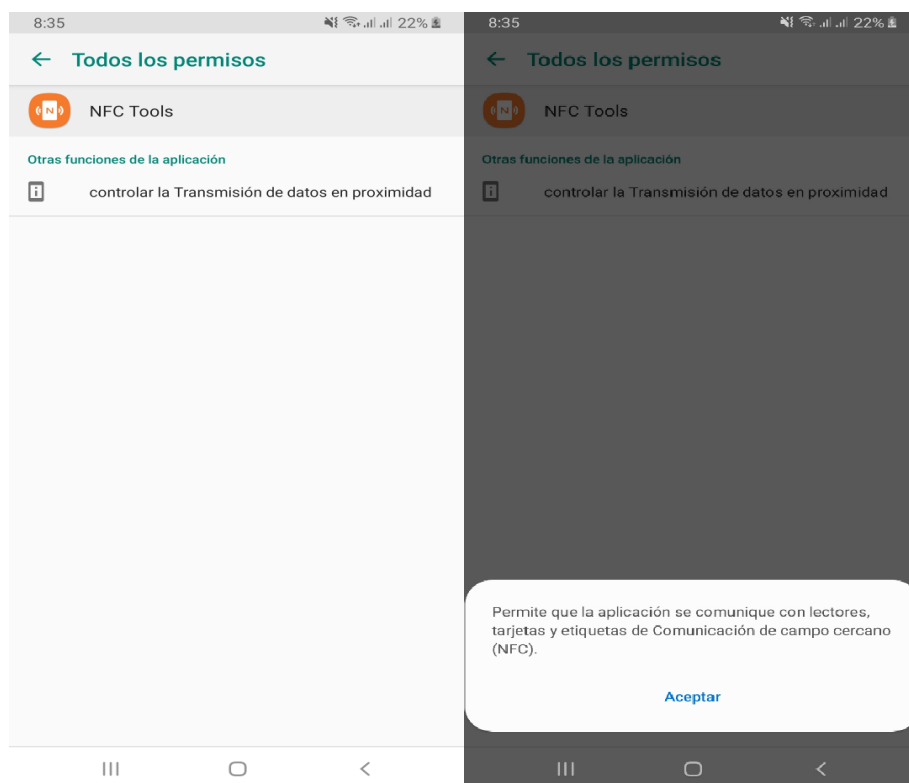 8:35
22%
Todos los permisos
NFC Tools
Otras funciones de la aplicación
controlar la Transmisión de datos en proximidad
8:35
22%
Todos los permisos
NFC Tools
Otras funciones de la aplicación
controlar la Transmisión de datos en proximidad
Permite que la aplicación se comunique con lectores,
tarjetas y etiquetas de Comunicación de campo cercano
(NFC).
Aceptar